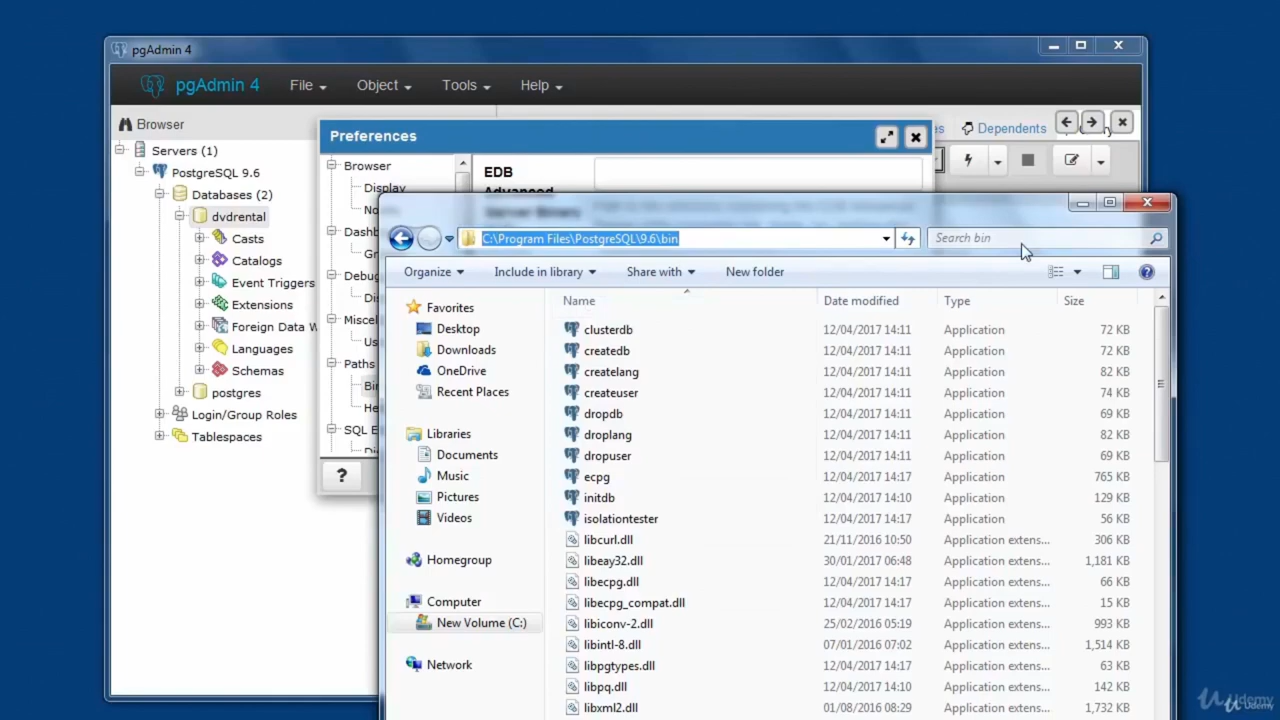 pgAdmin 4
pgAdmin 4 File Object Tools Help
Browser
Servers (1)
PostgreSQL 9.6
Databases (2)
dvdrental
Casts
Catalogs
Event Triggers
Extensions
Foreign Data W
Languages
Schemas
postgres
Login/Group Roles
Tablespaces
Dependents
Preferences
Browser
Display
No
Dashb
Gr
Debug
Dis
Miscel
Us
Paths
Bin
He
SQL E
Di
?
EDB
Advanced
Server Binary
C:\Program Files\PostgreSQL\9.6\bin
Search bin
Organize Include in library Share with New folder
Favorites
Desktop
Downloads
OneDrive
Recent Places
Libraries
Documents
Music
Pictures
Videos
Homegroup
Computer
New Volume (C:)
Network
Name Date modified Type Size
clusterdb 12/04/2017 14:11 Application 72 KB
createdb 12/04/2017 14:11 Application 72 KB
createlang 12/04/2017 14:11 Application 82 KB
createuser 12/04/2017 14:11 Application 74 KB
dropdb 12/04/2017 14:11 Application 69 KB
droplang 12/04/2017 14:11 Application 82 KB
dropuser 12/04/2017 14:11 Application 69 KB
ecpg 12/04/2017 14:17 Application 765 KB
initdb 12/04/2017 14:10 Application 129 KB
isolationtester 12/04/2017 14:17 Application 56 KB
libcurl.dll 21/11/2016 10:50 Application extens... 306 KB
libeay32.dll 30/01/2017 06:48 Application extens... 1,181 KB
libecpg.dll 12/04/2017 14:17 Application extens... 66 KB
libecpg_compat.dll 12/04/2017 14:17 Application extens... 15 KB
libiconv-2.dll 25/02/2016 05:19 Application extens... 993 KB
libintl-8.dll 07/01/2016 07:02 Application extens... 1,514 KB
libpgtypes.dll 12/04/2017 14:17 Application extens... 63 KB
libpq.dll 12/04/2017 14:10 Application extens... 142 KB
libxml2.dll 01/08/2016 08:29 Application extens... 1,732 KB
Udemy